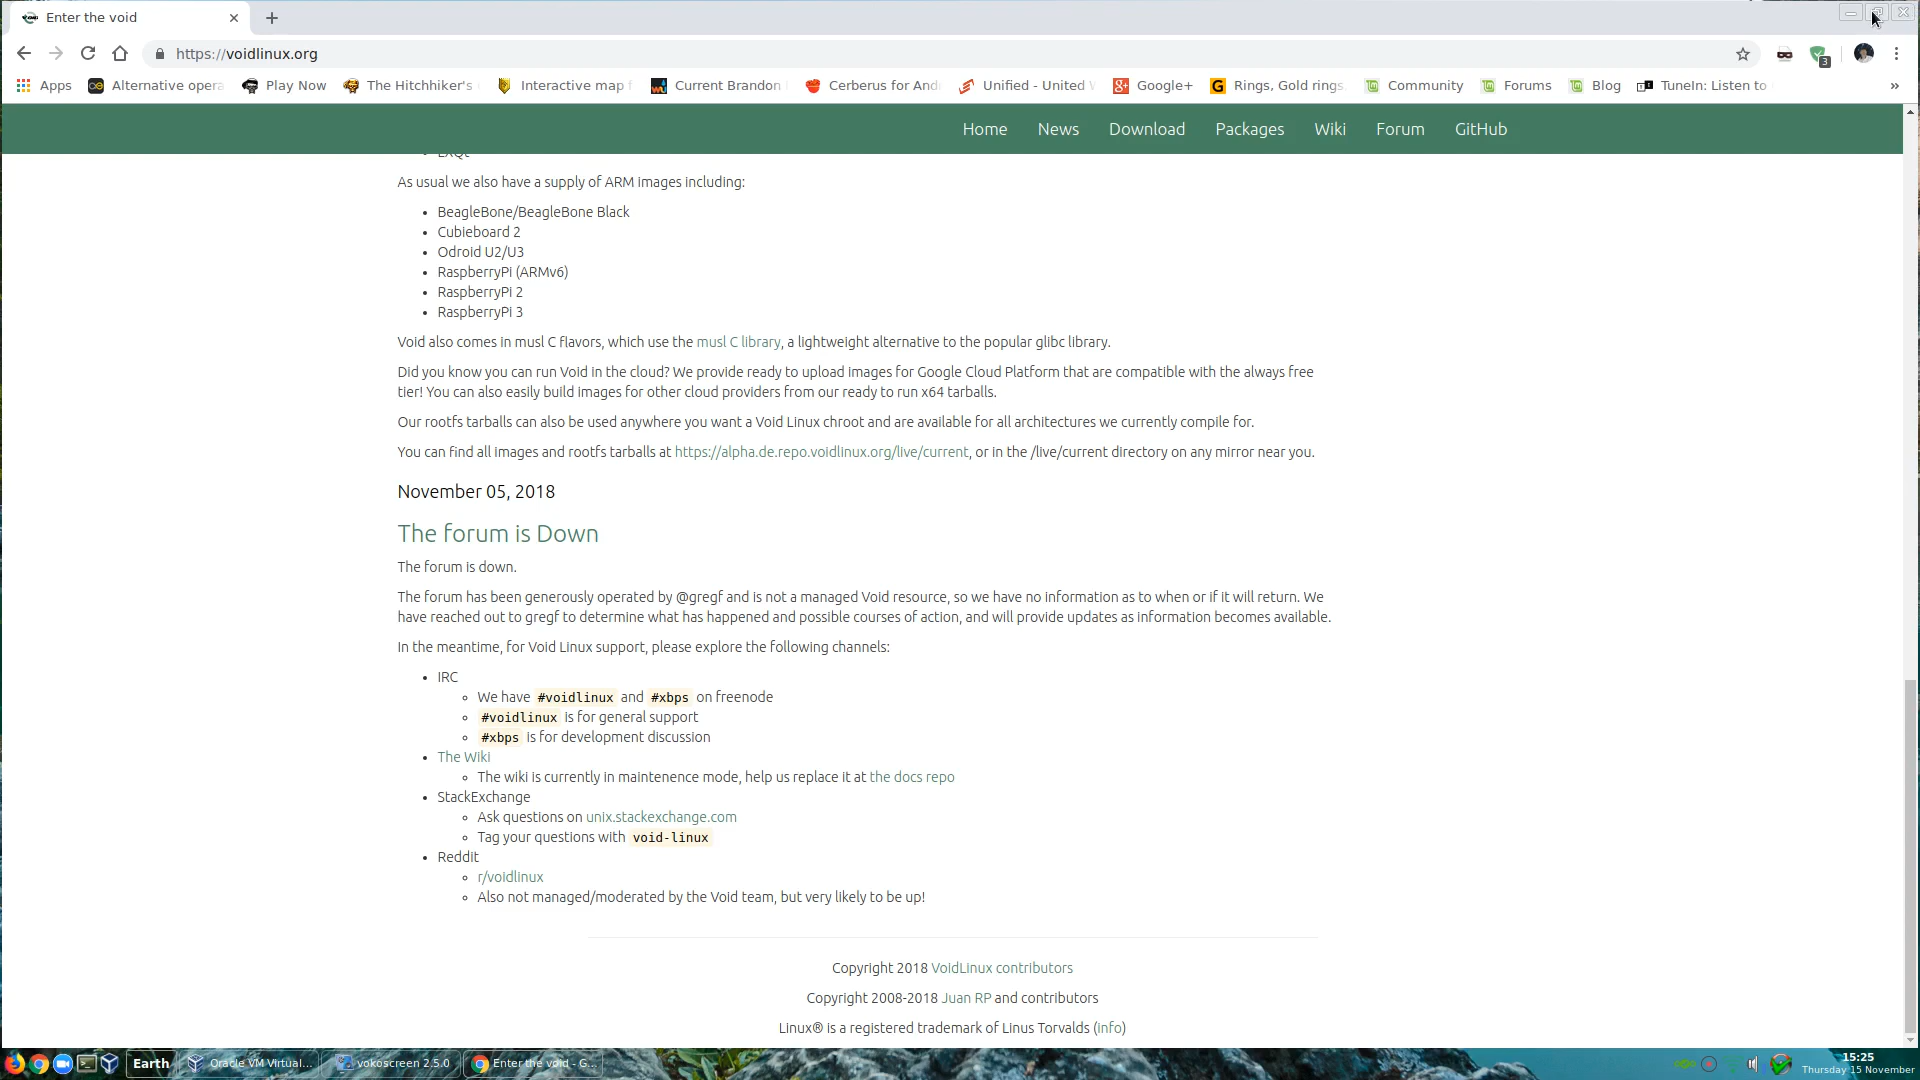 Enter the void
https://voidlinux.org
3
Apps
Alternative opera
Play Now
The Hitchhiker's
Interactive map f
Current Brandon
Cerberus for And
Unified - United
Google+
Rings, Gold rings
Community
Forums
Blog
TuneIn: Listen to
»
Home
News
Download
Packages
Wiki
Forum
GitHub
As usual we also have a supply of ARM images including:
• BeagleBone/BeagleBone Black
• Cubieboard 2
• Odroid U2/U3
• RaspberryPi (ARMv6)
• RaspberryPi 2
• RaspberryPi 3
Void also comes in musl C flavors, which use the musl C library, a lightweight alternative to the popular glibc library.
Did you know you can run Void in the cloud? We provide ready to upload images for Google Cloud Platform that are compatible with the always free
tier! You can also easily build images for other cloud providers from our ready to run x64 tarballs.
Our rootfs tarballs can also be used anywhere you want a Void Linux chroot and are available for all architectures we currently compile for.
You can find all images and rootfs tarballs at https://alpha.de.repo.voidlinux.org/live/current, or in the /live/current directory on any mirror near you.
November 05, 2018
The forum is Down
The forum is down.
The forum has been generously operated by @gregf and is not a managed Void resource, so we have no information as to when or if it will return. We
have reached out to gregf to determine what has happened and possible courses of action, and will provide updates as information becomes available.
In the meantime, for Void Linux support, please explore the following channels:
• IRC
◦ We have #voidlinux and #xbps on freenode
◦ #voidlinux is for general support
◦ #xbps is for development discussion
• The Wiki
◦ The wiki is currently in maintenence mode, help us replace it at the docs repo
• StackExchange
◦ Ask questions on unix.stackexchange.com
◦ Tag your questions with void-linux
• Reddit
◦ r/voidlinux
◦ Also not managed/moderated by the Void team, but very likely to be up!
Copyright 2018 VoidLinux contributors
Copyright 2008-2018 Juan RP and contributors
Linux® is a registered trademark of Linus Torvalds (info)
Earth
Oracle VM Virtual...
vokoscreen 2.5.0
Enter the void - G...
15:25
Thursday 15 November